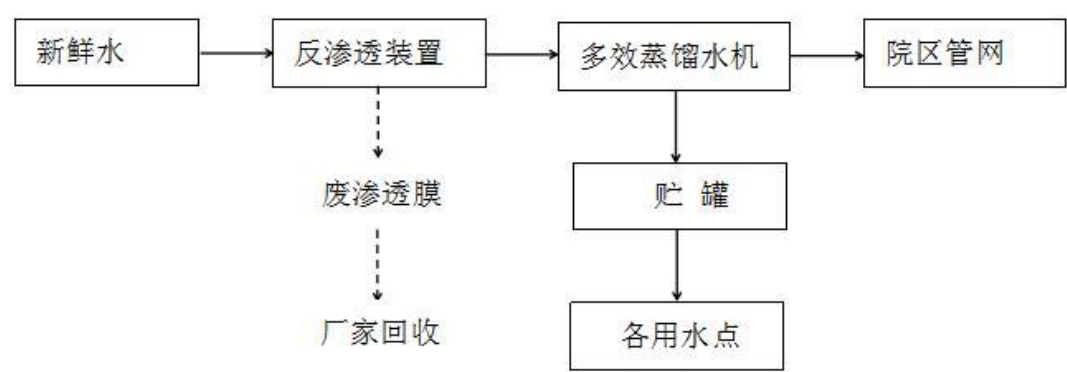 新鲜水
反渗透装置
多效蒸馏水机
院区管网
废渗透膜
贮 罐
厂家回收
各用水点